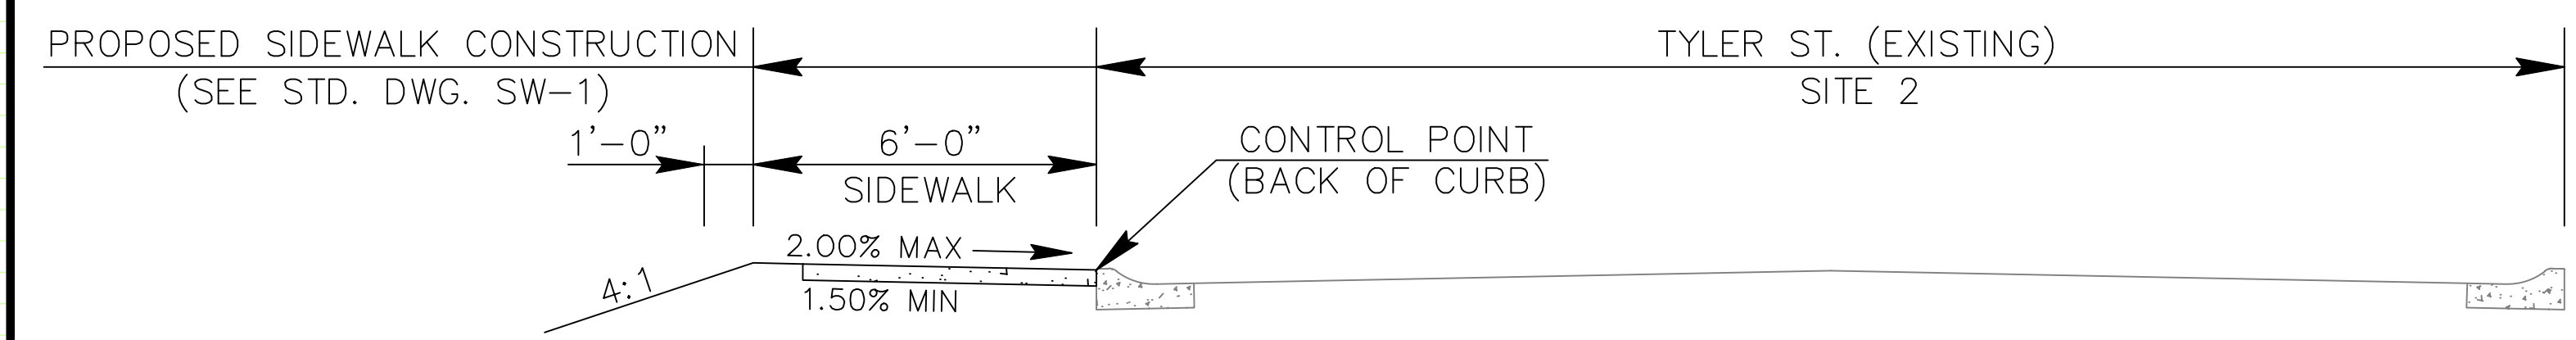 PROPOSED SIDEWALK CONSTRUCTION
(SEE STD. DWG. SW-1)
TYLER ST. (EXISTING)
SITE 2
1'-0"
6'-0"
SIDEWALK
CONTROL POINT
(BACK OF CURB)
2.00% MAX
1.50% MIN
4:1